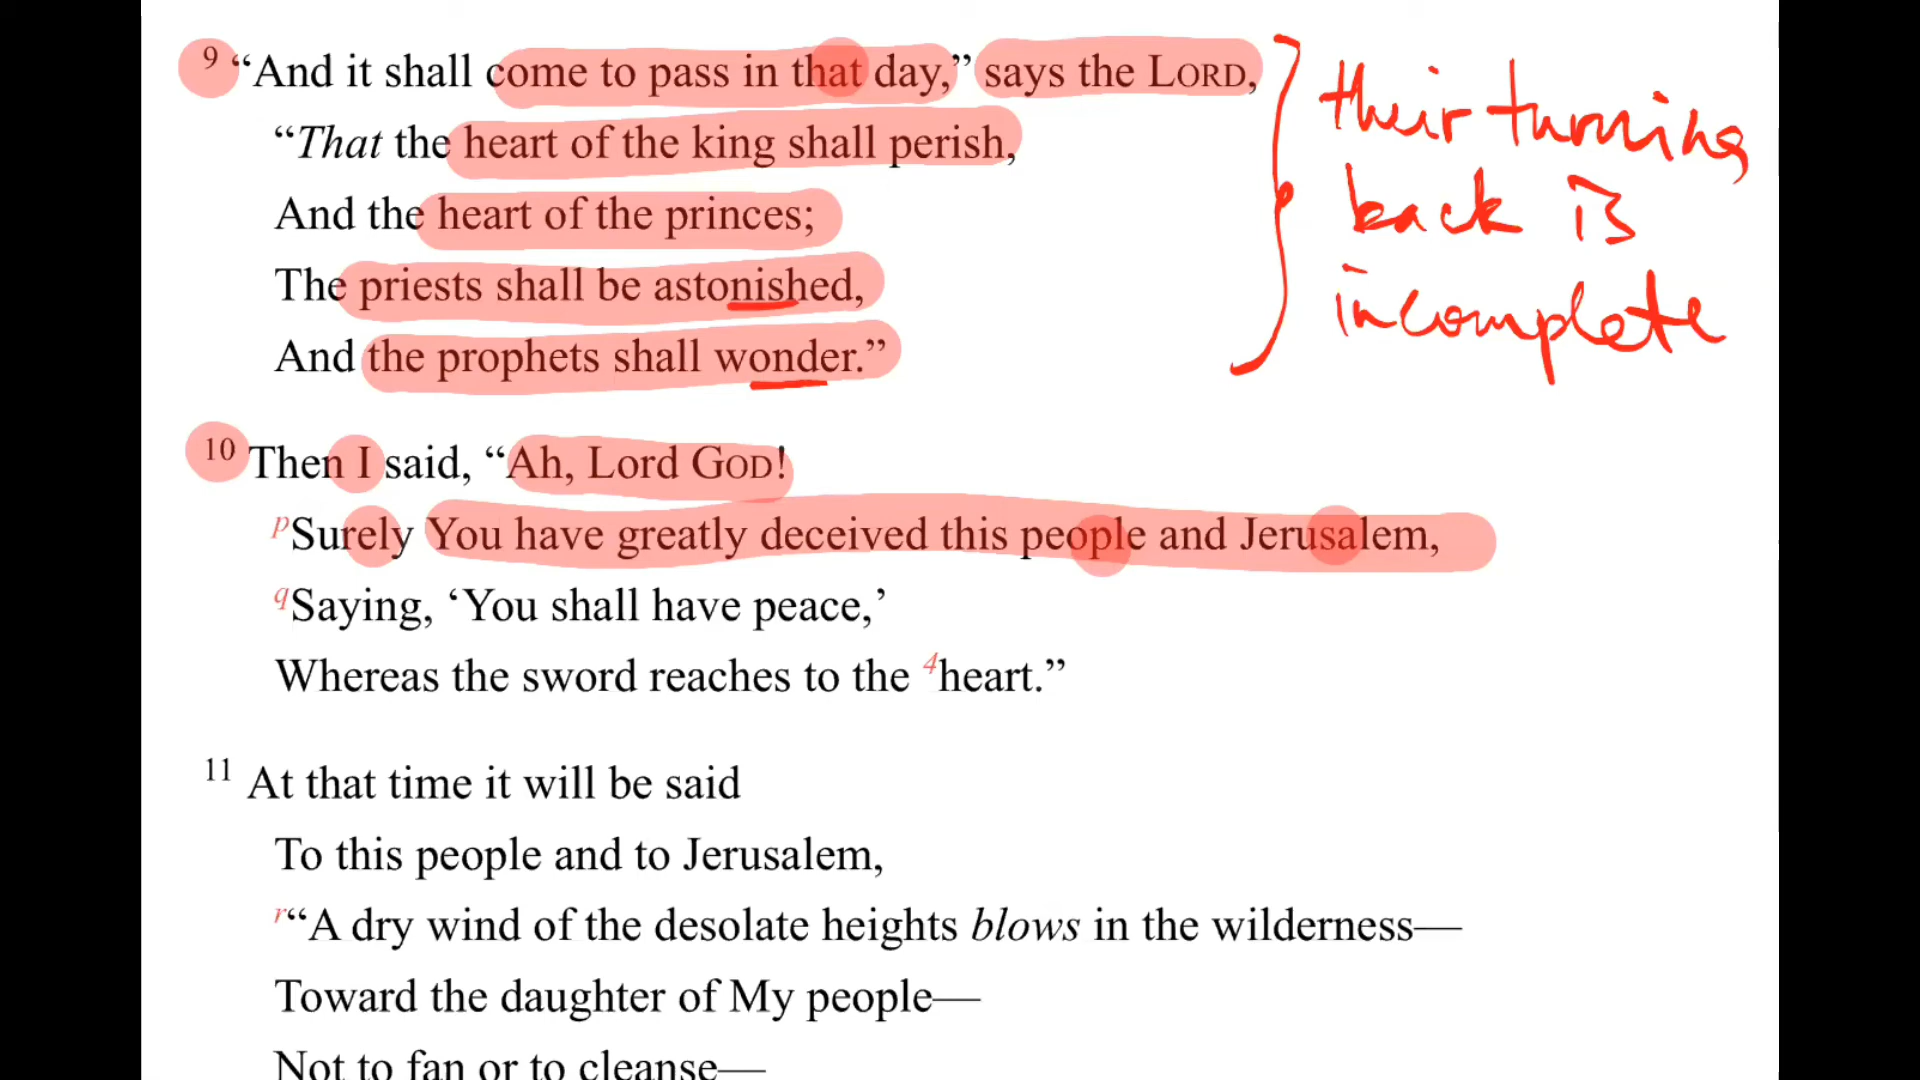 9 “And it shall come to pass in that day,” says the LORD,
“That the heart of the king shall perish,
And the heart of the princes;
The priests shall be astonished,
And the prophets shall wonder.”
their turning
back is
incomplete
10 Then I said, “Ah, Lord GOD!
pSurely You have greatly deceived this people and Jerusalem,
qSaying, ‘You shall have peace,’
Whereas the sword reaches to the 4heart.”
11 At that time it will be said
To this people and to Jerusalem,
r“A dry wind of the desolate heights blows in the wilderness—
Toward the daughter of My people—
Not to fan or to cleanse—